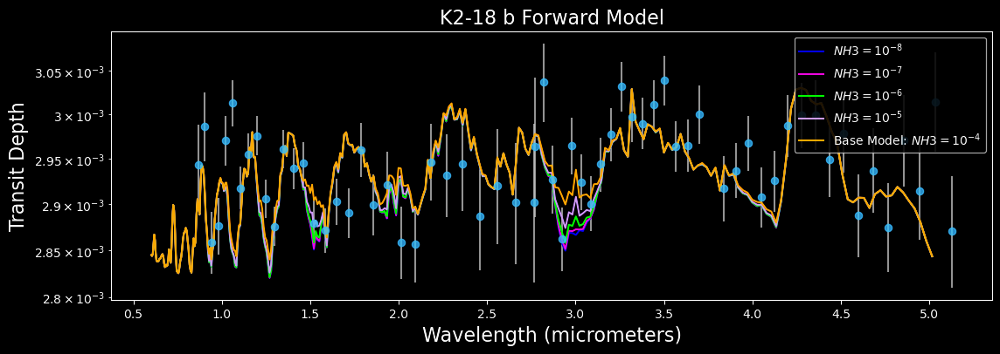 K2-18 b Forward Model
Transit Depth
3.05 × 10⁻³
3 × 10⁻³
2.95 × 10⁻³
2.9 × 10⁻³
2.85 × 10⁻³
2.8 × 10⁻³
NH3 = 10⁻⁸
NH3 = 10⁻⁷
NH3 = 10⁻⁶
NH3 = 10⁻⁵
Base Model: NH3 = 10⁻⁴
0.5 1.0 1.5 2.0 2.5 3.0 3.5 4.0 4.5 5.0
Wavelength (micrometers)